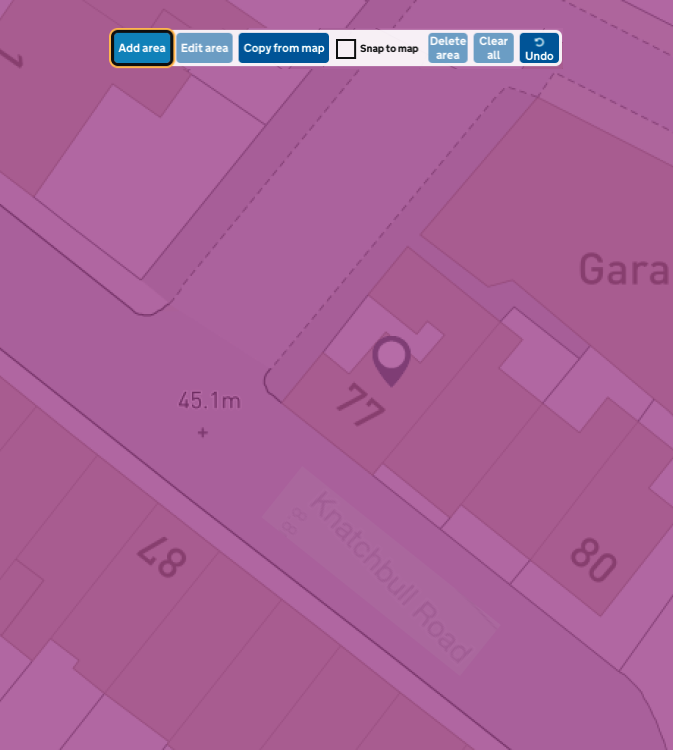 Add area
Edit area
Copy from map
Snap to map
Delete
area
Clear
all
Undo
Gara
77
45.1m
Knatchbull Road
87
80